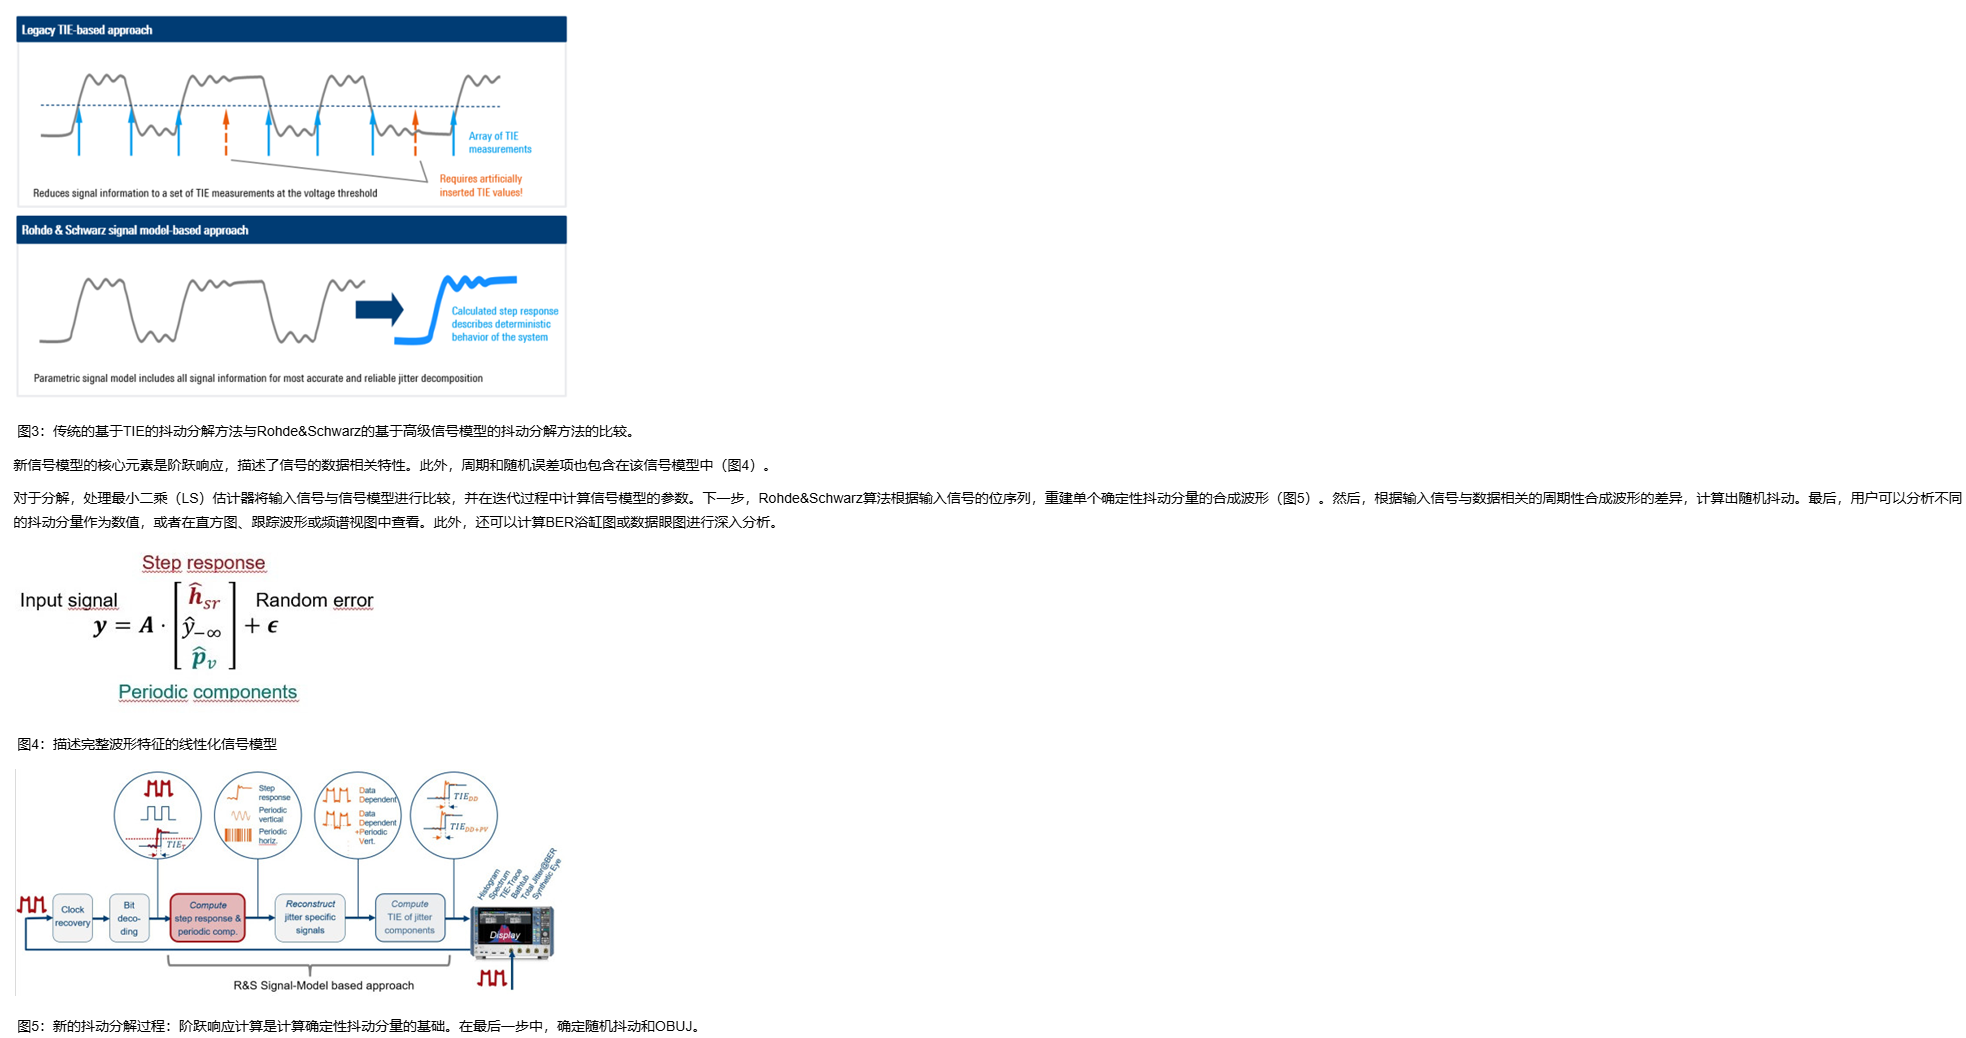 Legacy TIE-based approach
Array of TIE
measurements
Requires artificially
inserted TIE values!
Reduces signal information to a set of TIE measurements at the voltage threshold
Rohde & Schwarz signal model-based approach
Calculated step response
describes deterministic
behavior of the system
Parametric signal model includes all signal information for most accurate and reliable jitter decomposition
图3：传统的基于TIE的抖动分解方法与Rohde&Schwarz的基于高级信号模型的抖动分解方法的比较。
新信号模型的核心元素是阶跃响应，描述了信号的数据相关特性。此外，周期和随机误差项也包含在该信号模型中（图4）。
对于分解，处理最小二乘（LS）估计器将输入信号与信号模型进行比较，并在迭代过程中计算信号模型的参数。下一步，Rohde&Schwarz算法根据输入信号的位序列，重建单个确定性抖动分量的合成波形（图5）。然后，根据输入信号与数据相关的周期性合成波形的差异，计算出随机抖动。最后，用户可以分析不同
的抖动分量作为数值，或者在直方图、跟踪波形或频谱视图中查看。此外，还可以计算BER浴缸图或数据眼图进行深入分析。
Step response
Input signal
Random error
y = A · [ĥ_sr ŷ_−∞ p̂_v] + ϵ
Periodic components
图4：描述完整波形特征的线性化信号模型
TIE_T
Step
response
Periodic
vertical
Periodic
horiz.
Data
Dependent
Data
Dependent
+Periodic
Vert.
TIE_DD
TIE_DD+PV
Histogram
Spectrum
TIE-Trace
Bathtub
Total Jitter@BER
Synthetic Eye
Clock
recovery
Bit
deco-
ding
Compute
step response &
periodic comp.
Reconstruct
jitter specific
signals
Compute
TIE of jitter
components
Display
R&S Signal-Model based approach
图5：新的抖动分解过程：阶跃响应计算是计算确定性抖动分量的基础。在最后一步中，确定随机抖动和OBUJ。